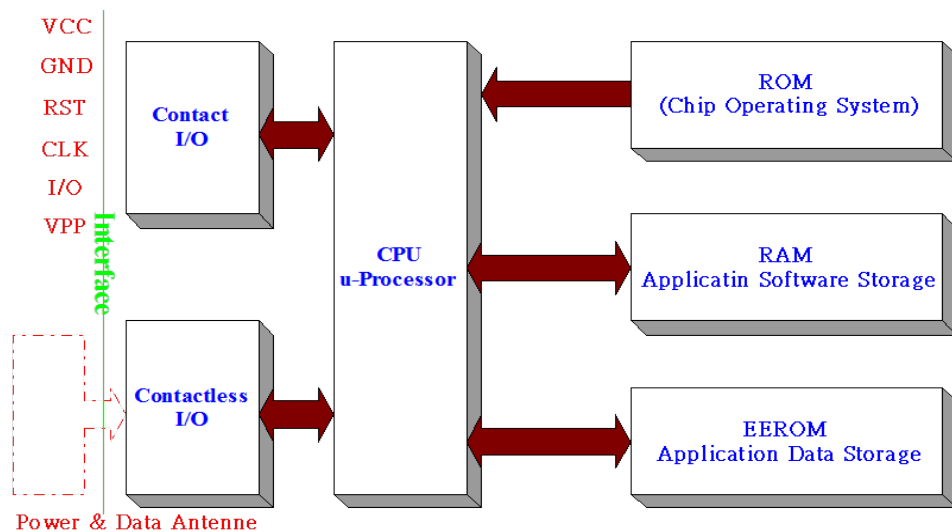 VCC
GND
RST
CLK
I/O
VPP
Interface
Contact
I/O
Contactless
I/O
Power & Data Antenne
CPU
u-Processor
ROM
(Chip Operating System)
RAM
Applicatin Software Storage
EEROM
Application Data Storage